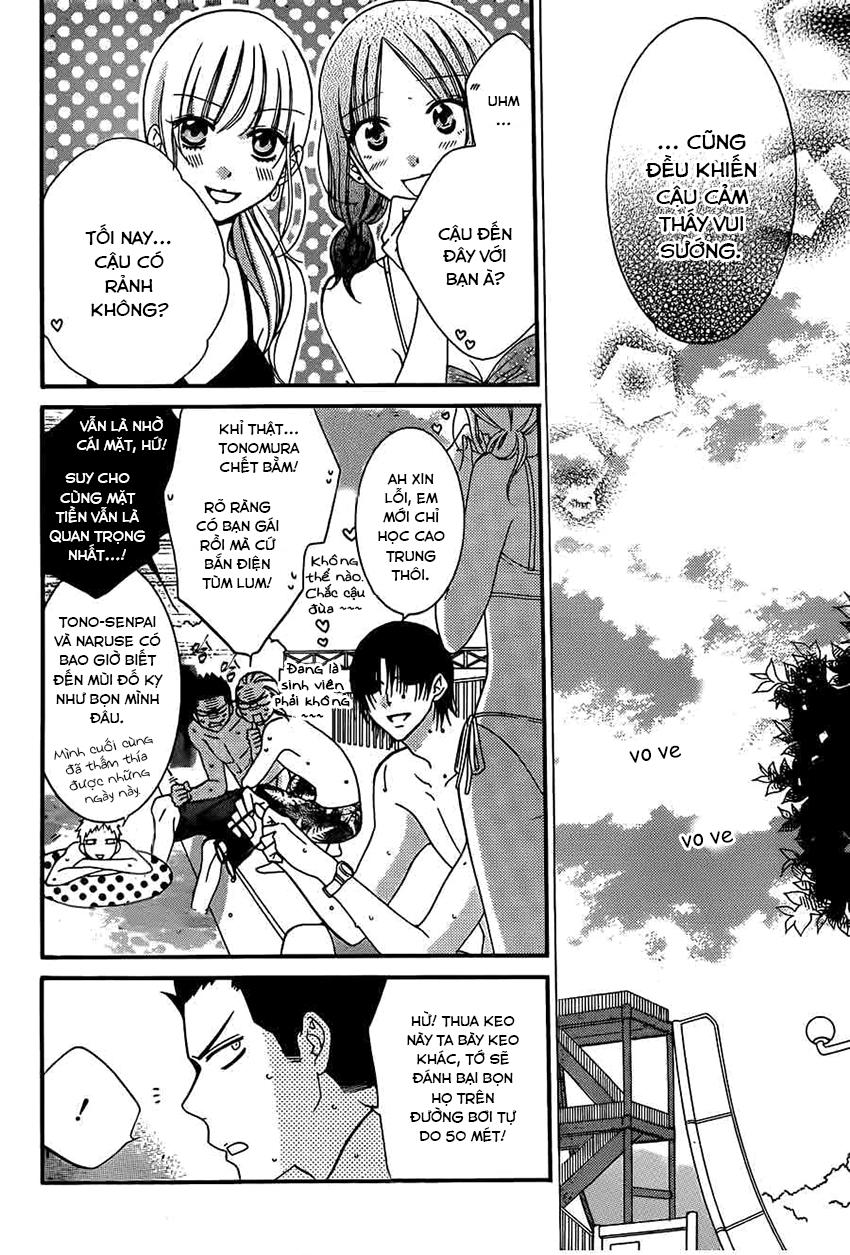 ... CŨNG
ĐỀU KHIẾN
CẬU CẢM
THẤY VUI
SƯỚNG.
vo ve
vo ve
UHM
...
CẬU ĐẾN
ĐÂY VỚI
BẠN À?
TỐI NAY...
CẬU CÓ
RẢNH
KHÔNG?
AH XIN
LỖI, EM
MỚI CHỈ
HỌC CAO
TRUNG
THÔI.
Không
thể nào.
Chắc cậu
đùa ~~~
Đang là
sinh viên
phải không
~~~
KHỈ THẬT...
TONOMURA
CHẾT BẰM!
RÕ RÀNG
CÓ BẠN GÁI
RỒI MÀ CỨ
BẮN ĐIỆN
TÙM LUM!
VẪN LÀ NHỜ
CÁI MẶT, HỨ!
SUY CHO
CÙNG MẶT
TIỀN VẪN LÀ
QUAN TRỌNG
NHẤT...!
TONO-SENPAI
VÀ NARUSE CÓ
BAO GIỜ BIẾT
ĐẾN MÙI ĐỐ KỴ
NHƯ BỌN MÌNH
ĐÂU.
Mình cuối cùng
đã thấm thía
được những
ngày này.
HỪ! THUA KEO
NÀY TA BÀY KEO
KHÁC, TỚ SẼ
ĐÁNH BẠI BỌN
HỌ TRÊN
ĐƯỜNG BƠI TỰ
DO 50 MÉT!
!